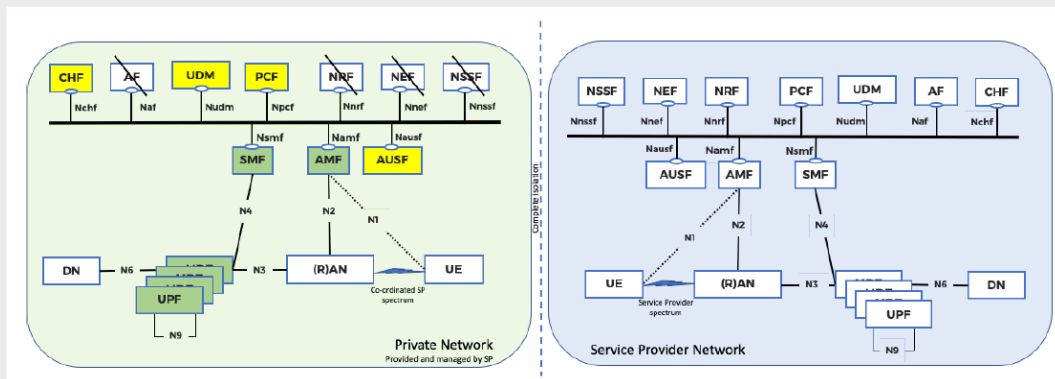 CHF AF UDM PCF NRF NEF NSSF
Nchf Naf Nudm Npcf Nnrf Nnef Nnssf
Nsmf Namf Nausf
SMF AMF AUSF
N4 N2 N1
DN N6 N3 (R)AN UE
UPF
Co-ordinated SP
spectrum
N9
Private Network
Provided and managed by SP
Complete Isolation
NSSF NEF NRF PCF UDM AF CHF
Nnssf Nnef Nnrf Npcf Nudm Naf Nchf
Nausf Namf Nsmf
AUSF AMF SMF
N1 N2 N4
UE (R)AN N3 N6 DN
Service Provider
spectrum
UPF
N9
Service Provider Network